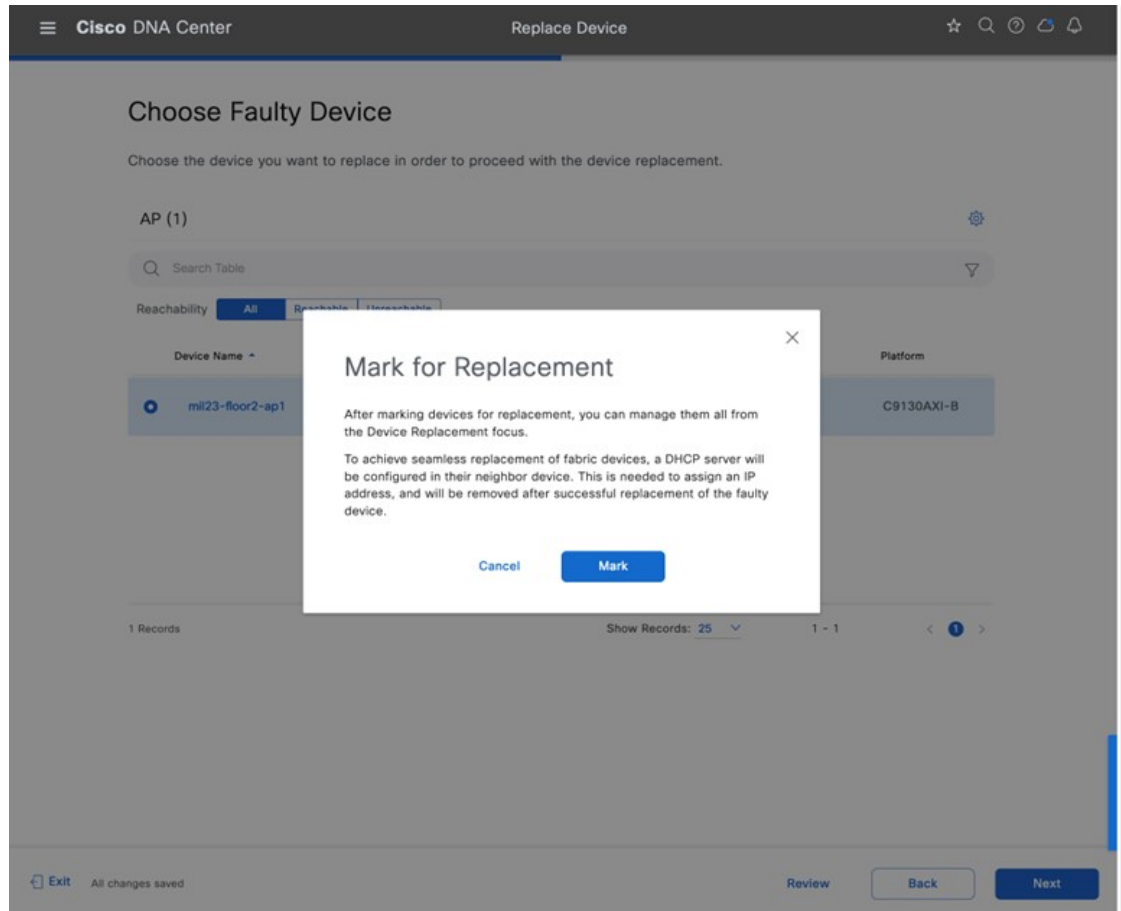 Cisco DNA Center
Replace Device
Choose Faulty Device
Choose the device you want to replace in order to proceed with the device replacement.
AP (1)
Search Table
Reachability All Reachable Unreachable
Device Name Platform
mil23-floor2-ap1 C9130AXI-B
Mark for Replacement
After marking devices for replacement, you can manage them all from
the Device Replacement focus.
To achieve seamless replacement of fabric devices, a DHCP server will
be configured in their neighbor device. This is needed to assign an IP
address, and will be removed after successful replacement of the faulty
device.
Cancel Mark
1 Records Show Records: 25 1 - 1 < 1 >
Exit All changes saved Review Back Next